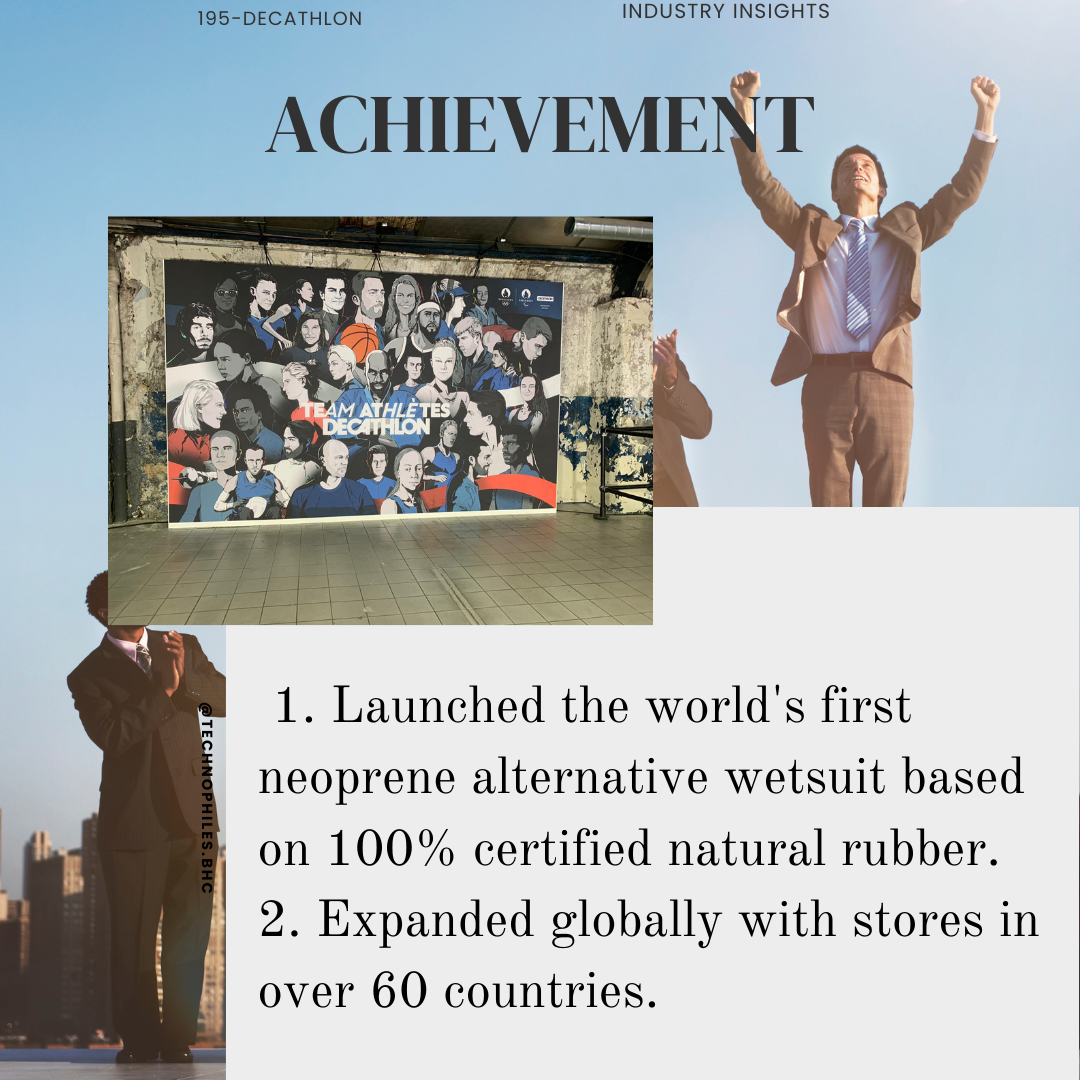 195-DECATHLON
INDUSTRY INSIGHTS
ACHIEVEMENT
TEAM ATHLÈTES
DECATHLON
@TECHNOPHILES.BHC
1. Launched the world's first
neoprene alternative wetsuit based
on 100% certified natural rubber.
2. Expanded globally with stores in
over 60 countries.